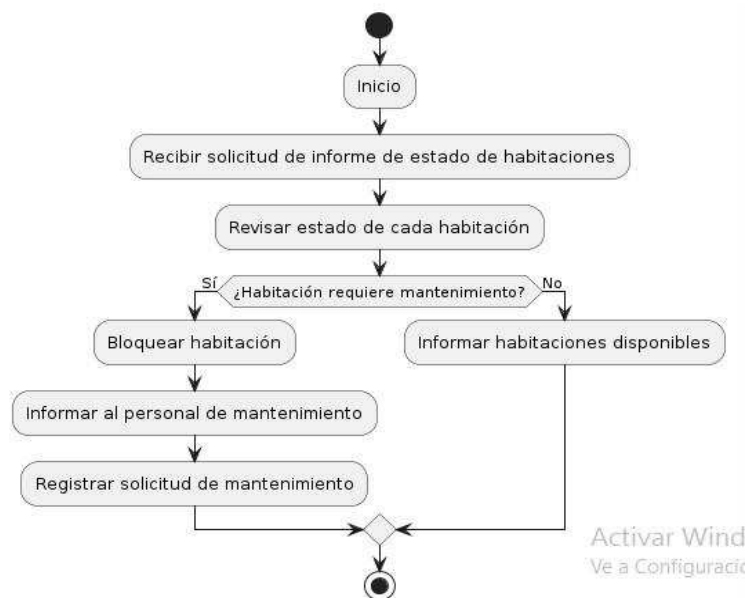 Inicio
Recibir solicitud de informe de estado de habitaciones
Revisar estado de cada habitación
Sí
¿Habitación requiere mantenimiento?
No
Bloquear habitación
Informar habitaciones disponibles
Informar al personal de mantenimiento
Registrar solicitud de mantenimiento
Activar Wind
Ve a Configuració